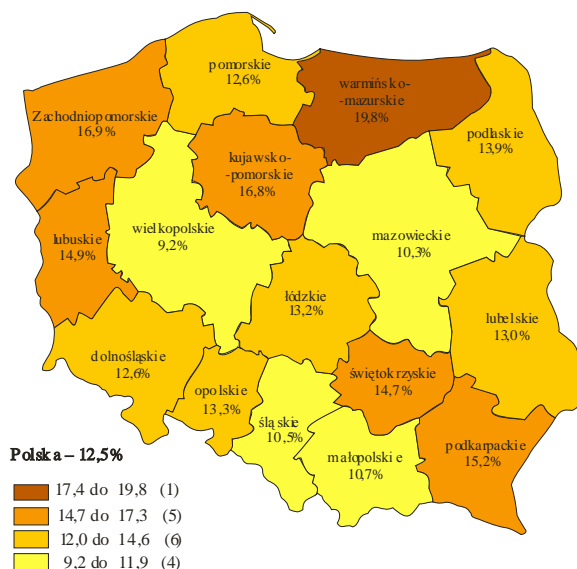 pomorskie
12,6%
warmińsko-
-mazurskie
19,8%
Zachodniopomorskie
16,9%
podlaskie
13,9%
kujawsko-
-pomorskie
16,8%
wielkopolskie
9,2%
mazowieckie
10,3%
lubuskie
14,9%
łódzkie
13,2%
lubelskie
13,0%
dolnośląskie
12,6%
opolskie
13,3%
świętokrzyskie
14,7%
śląskie
10,5%
małopolskie
10,7%
podkarpackie
15,2%
Polska – 12,5%
17,4 do 19,8 (1)
14,7 do 17,3 (5)
12,0 do 14,6 (6)
9,2 do 11,9 (4)